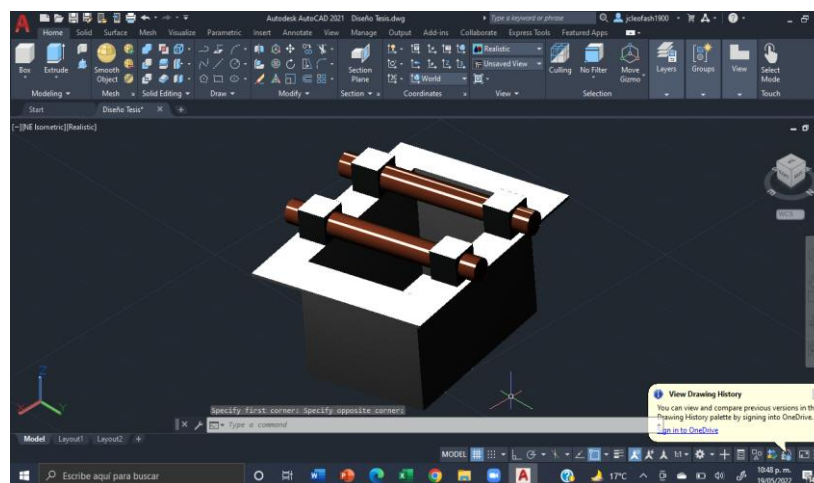 Autodesk AutoCAD 2021 Diseño Tesis.dwg
Type a keyword or phrase
jcleofash1900
Home Solid Surface Mesh Visualize Parametric Insert Annotate View Manage Output Add-ins Collaborate Express Tools Featured Apps
Box
Extrude
Smooth
Object
Section
Plane
World
Realistic
Unsaved View
Culling
No Filter
Move
Gizmo
Layers
Groups
View
Select
Mode
Modeling
Mesh
Solid Editing
Draw
Modify
Section
Coordinates
View
Selection
Touch
Start
Diseño Tesis*
[−][NE Isometric][Realistic]
WCS
Z
X
Y
Specify first corner: Specify opposite corner:
Type a command
View Drawing History
You can view and compare previous versions in th
Drawing History palette by signing into OneDrive.
Sign in to OneDrive
Model Layout1 Layout2 +
MODEL
1:1
Escribe aquí para buscar
17°C
10:48 p. m.
19/05/2022